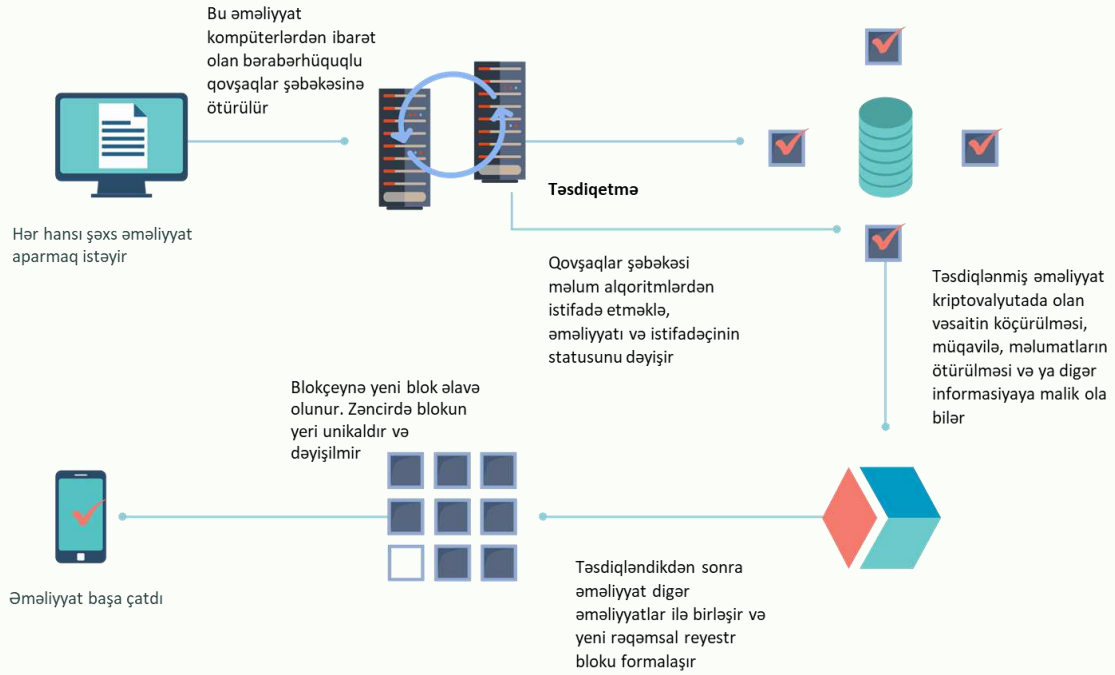 Bu əməliyyat
kompüterlərdən ibarət
olan bərabərhüquqlu
qovşaqlar şəbəkəsinə
ötürülür
Hər hansı şəxs əməliyyat
aparmaq istəyir
Təsdiqetmə
Qovşaqlar şəbəkəsi
məlum alqoritmlərdən
istifadə etməklə,
əməliyyatı və istifadəçinin
statusunu dəyişir
Təsdiqlənmiş əməliyyat
kriptovalyutada olan
vəsaitin köçürülməsi,
müqavilə, məlumatların
ötürülməsi və ya digər
informasiyaya malik ola
bilər
Blokçeynə yeni blok əlavə
olunur. Zəncirdə blokun
yeri unikaldır və
dəyişilmir
Təsdiqləndikdən sonra
əməliyyat digər
əməliyyatlar ilə birləşir və
yeni rəqəmsal reyestr
bloku formalaşır
Əməliyyat başa çatdı